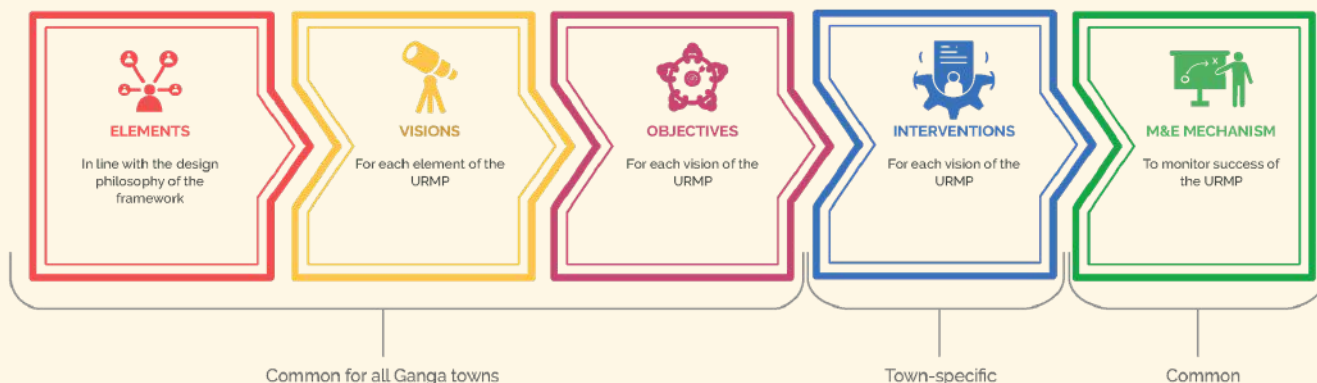 ELEMENTS
In line with the design
philosophy of the
framework
VISIONS
For each element of the
URMP
OBJECTIVES
For each vision of the
URMP
INTERVENTIONS
For each vision of the
URMP
M&E MECHANISM
To monitor success of
the URMP
Common for all Ganga towns
Town-specific
Common